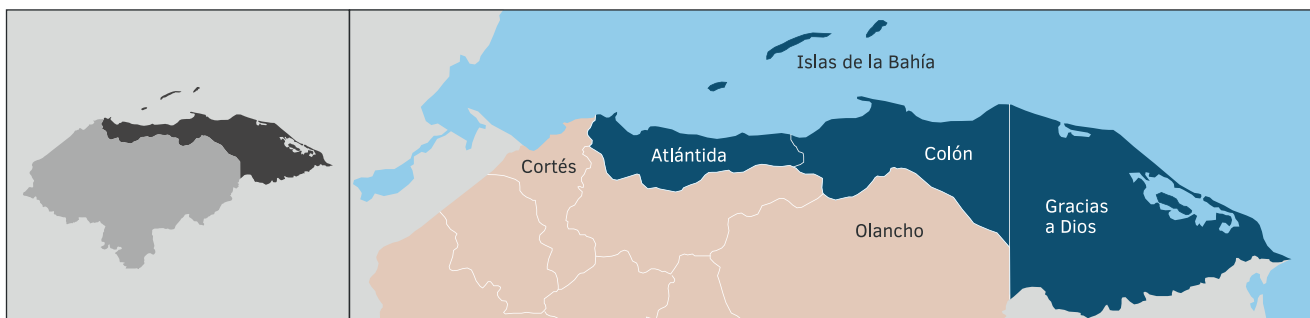 Islas de la Bahía
Cortés
Atlántida
Colón
Gracias
a Dios
Olancho